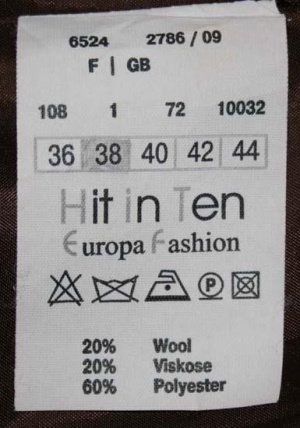 6524 2786 / 09
F | GB
108 1 72 10032
36 38 40 42 44
Hit in Ten
Europa Fashion
P
20% Wool
20% Viskose
60% Polyester